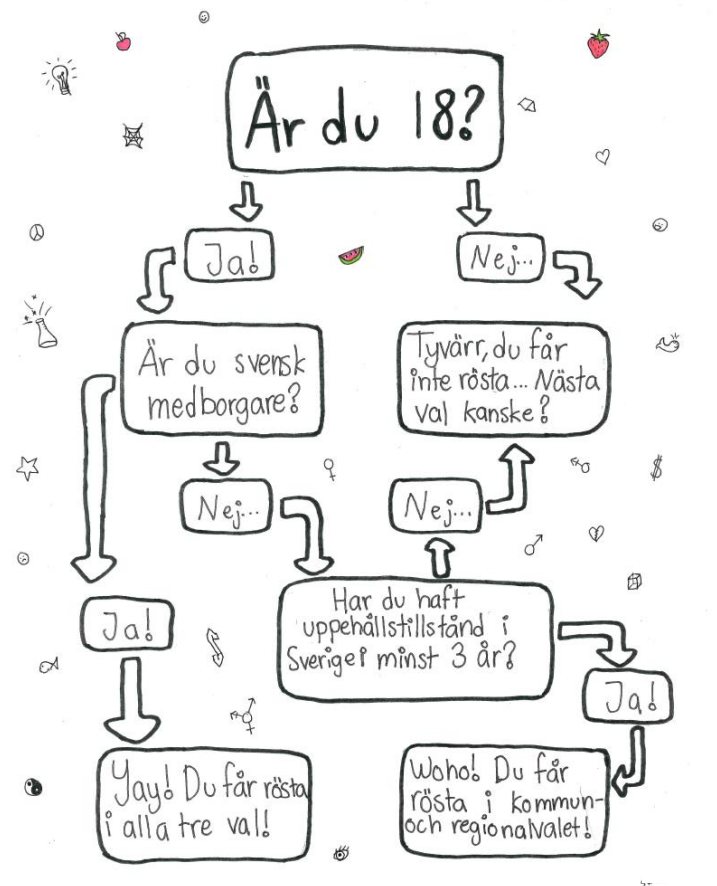 Är du 18?
Ja!
Nej...
Är du svensk
medborgare?
Tyvärr, du får
inte rösta... Nästa
val kanske?
Nej...
Nej...
Har du haft
uppehållstillstånd i
Sverige i minst 3 år?
Ja!
Ja!
Yay! Du får rösta
i alla tre val!
Woho! Du får
rösta i kommun-
och regionalvalet!